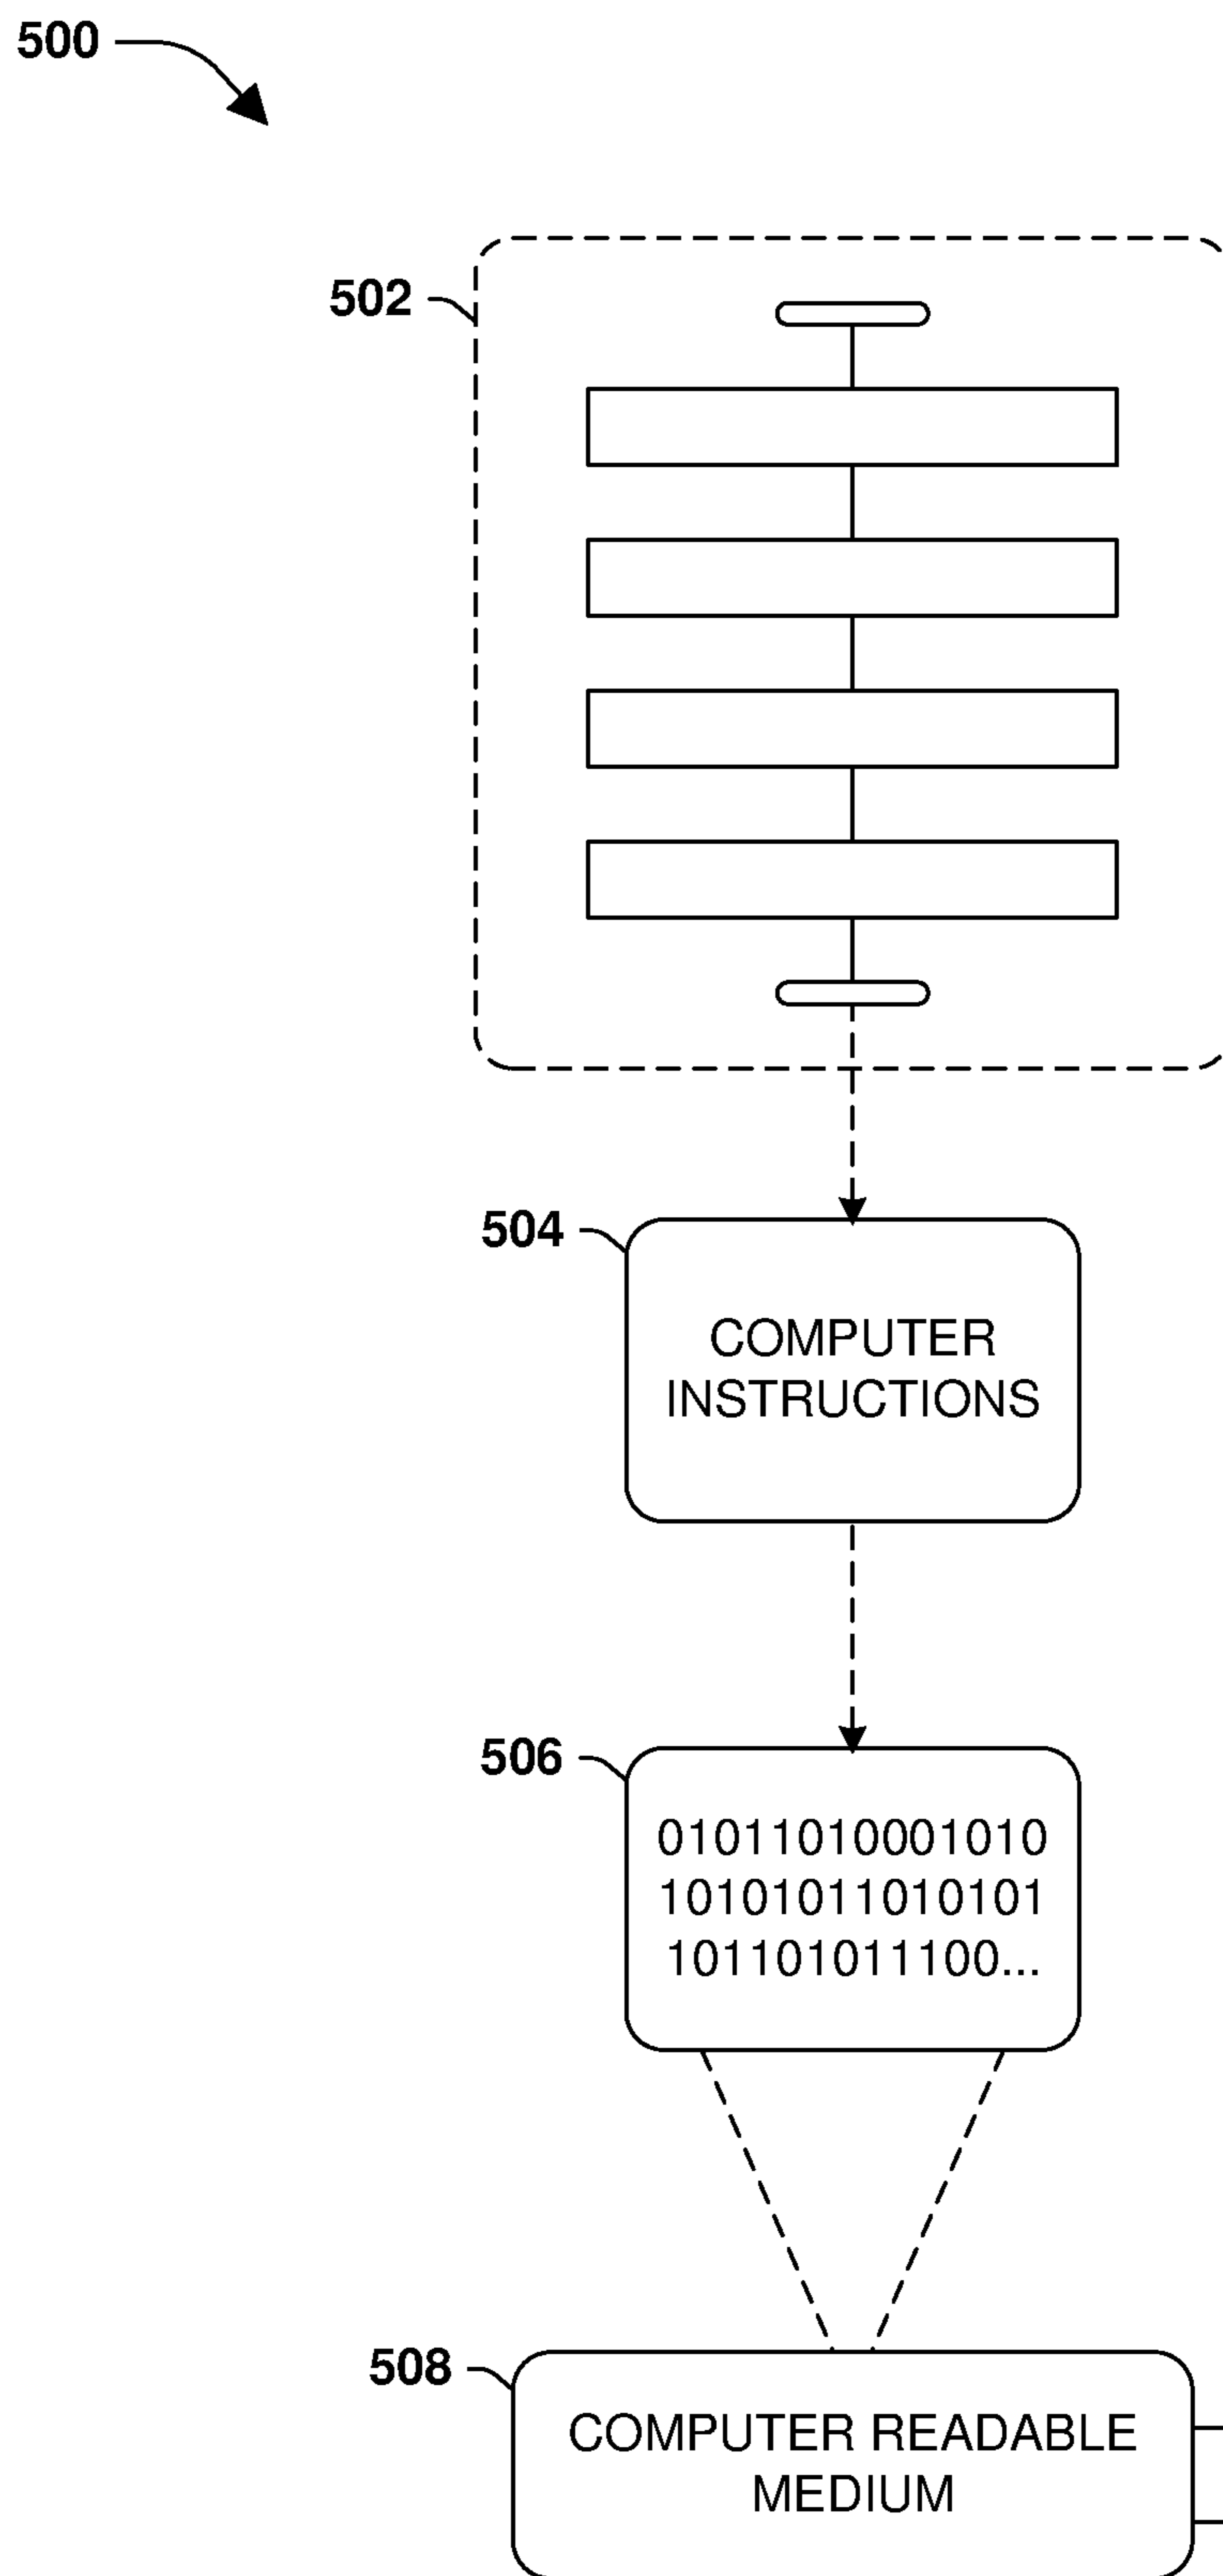 500
502
504
COMPUTER
INSTRUCTIONS
506
01011010001010
10101011010101
101101011100...
508
COMPUTER READABLE
MEDIUM